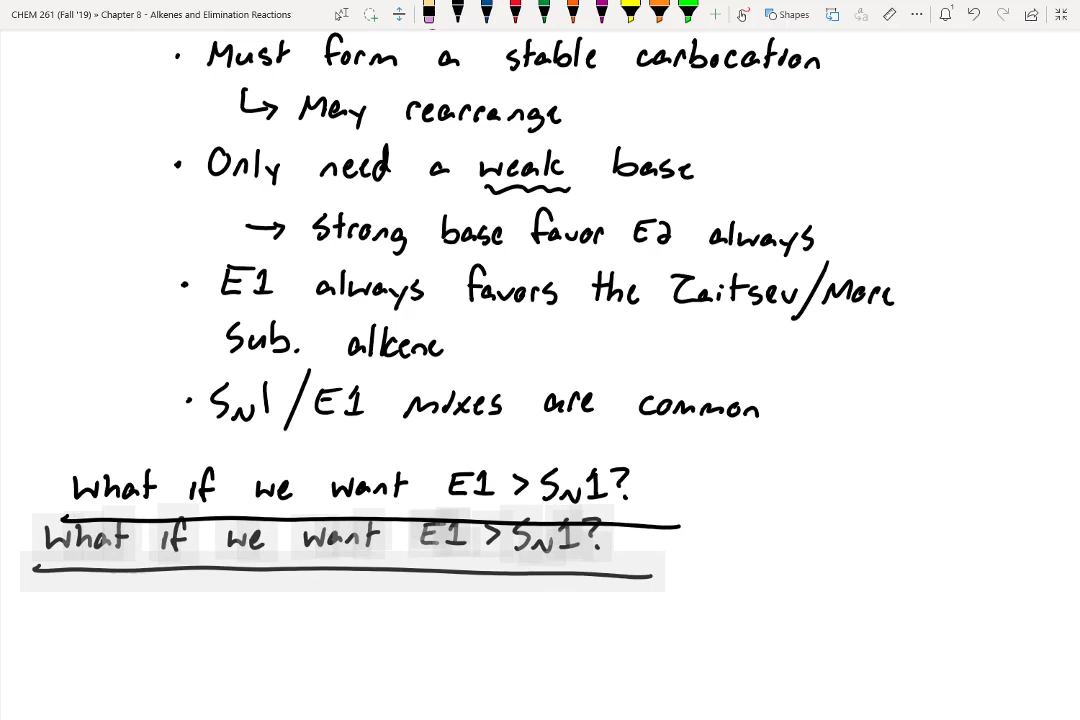 CHEM 261 (Fall '19) » Chapter 8 - Alkenes and Elimination Reactions
Shapes
1
• Must form a stable carbocation
↳ May rearrange
• Only need a weak base
→ Strong base favor E2 always
• E1 always favors the Zaitsev/More
Sub. alkene
• SN1/E1 mixes are common
What if we want E1 > SN1?
What if we want E1 > SN1?